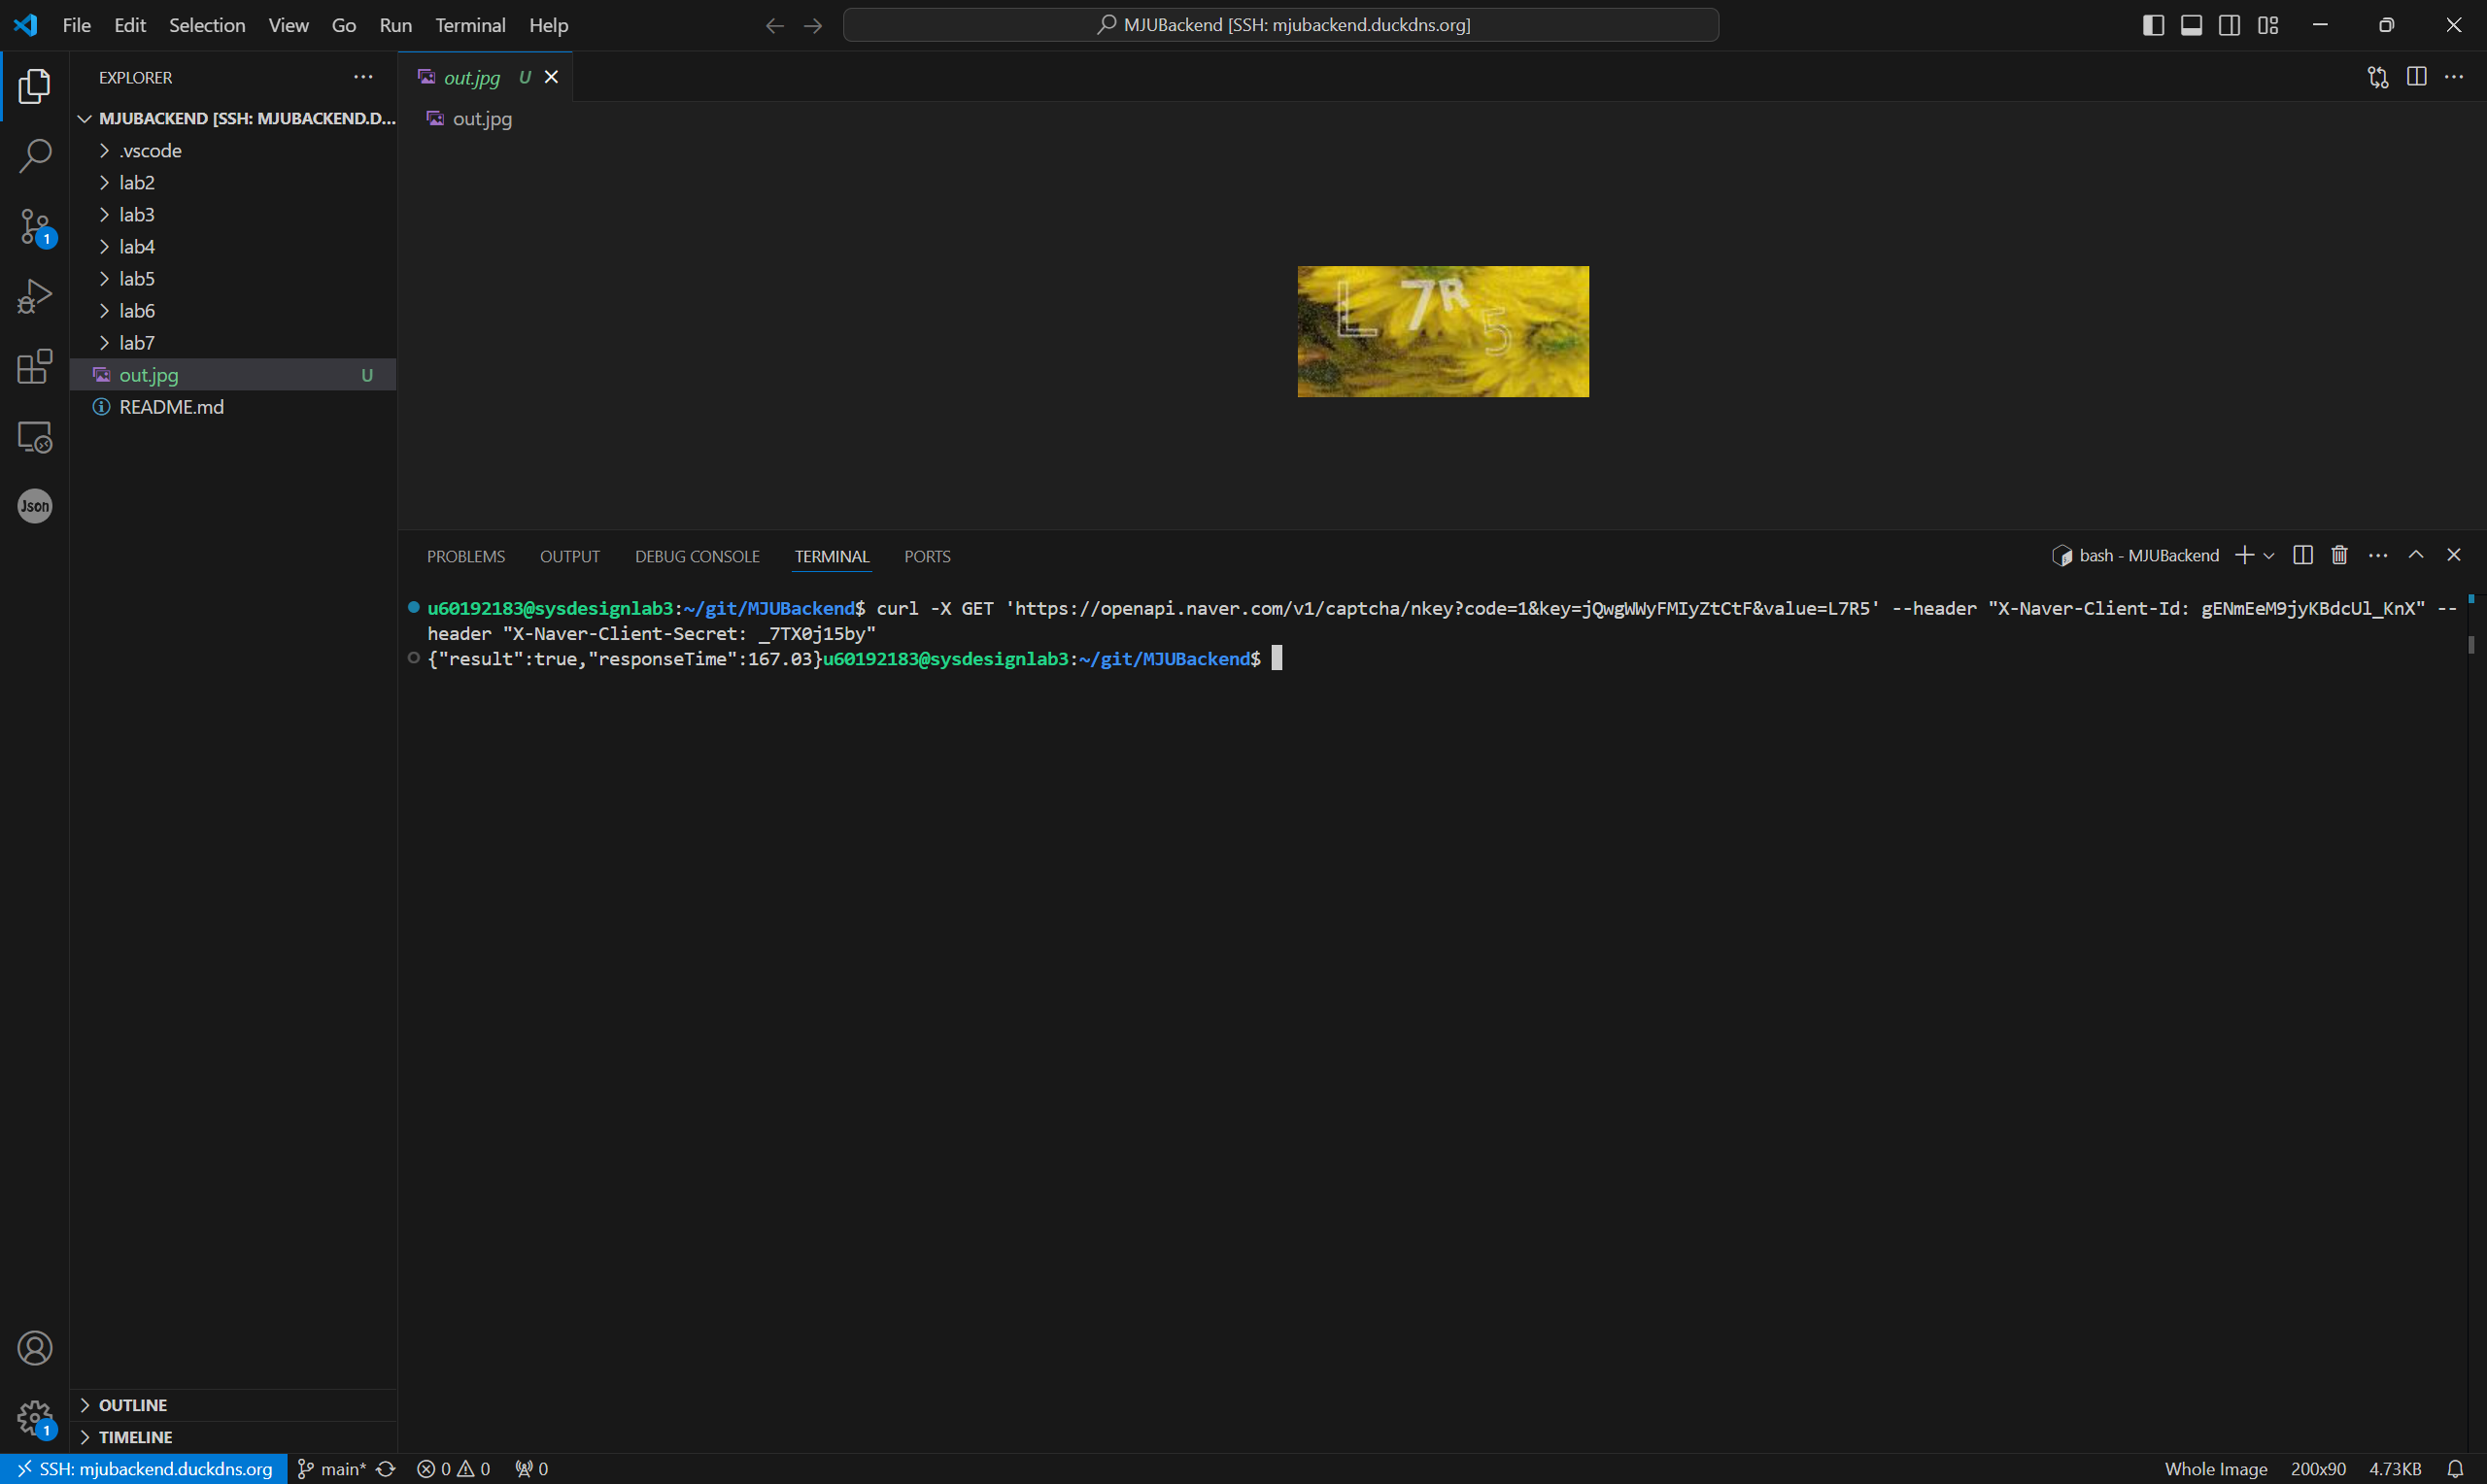 File Edit Selection View Go Run Terminal Help
MJUBackend [SSH: mjubackend.duckdns.org]
EXPLORER
MJUBACKEND [SSH: MJUBACKEND.D...
.vscode
lab2
lab3
lab4
lab5
lab6
lab7
out.jpg U
README.md
1
Json
out.jpg U
out.jpg
L 7 R 5
PROBLEMS OUTPUT DEBUG CONSOLE TERMINAL PORTS
bash - MJUBackend
u60192183@sysdesignlab3:~/git/MJUBackend$ curl -X GET 'https://openapi.naver.com/v1/captcha/nkey?code=1&key=jQwgWWyFMIyZtCtF&value=L7R5' --header "X-Naver-Client-Id: gENmEeM9jyKBdcUl_KnX" --
header "X-Naver-Client-Secret: _7TX0j15by"
{"result":true,"responseTime":167.03}u60192183@sysdesignlab3:~/git/MJUBackend$
1
OUTLINE
TIMELINE
SSH: mjubackend.duckdns.org main* 0 0 0
Whole Image 200x90 4.73KB